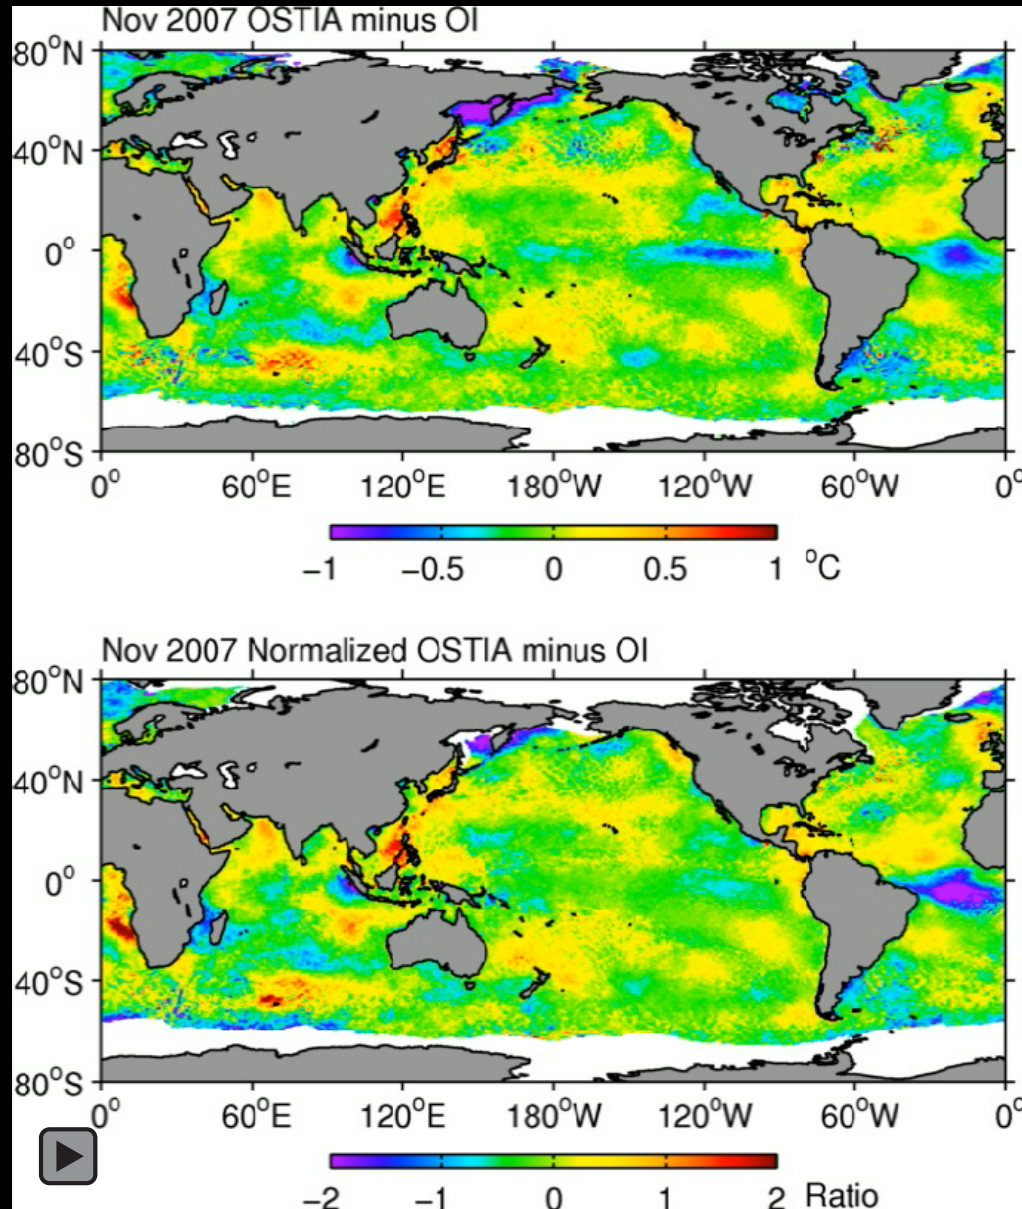 Nov 2007 OSTIA minus OI
80°N
40°N
0°
40°S
80°S
0° 60°E 120°E 180°W 120°W 60°W 0°
−1 −0.5 0 0.5 1 °C
Nov 2007 Normalized OSTIA minus OI
80°N
40°N
0°
40°S
80°S
0° 60°E 120°E 180°W 120°W 60°W 0°
−2 −1 0 1 2 Ratio